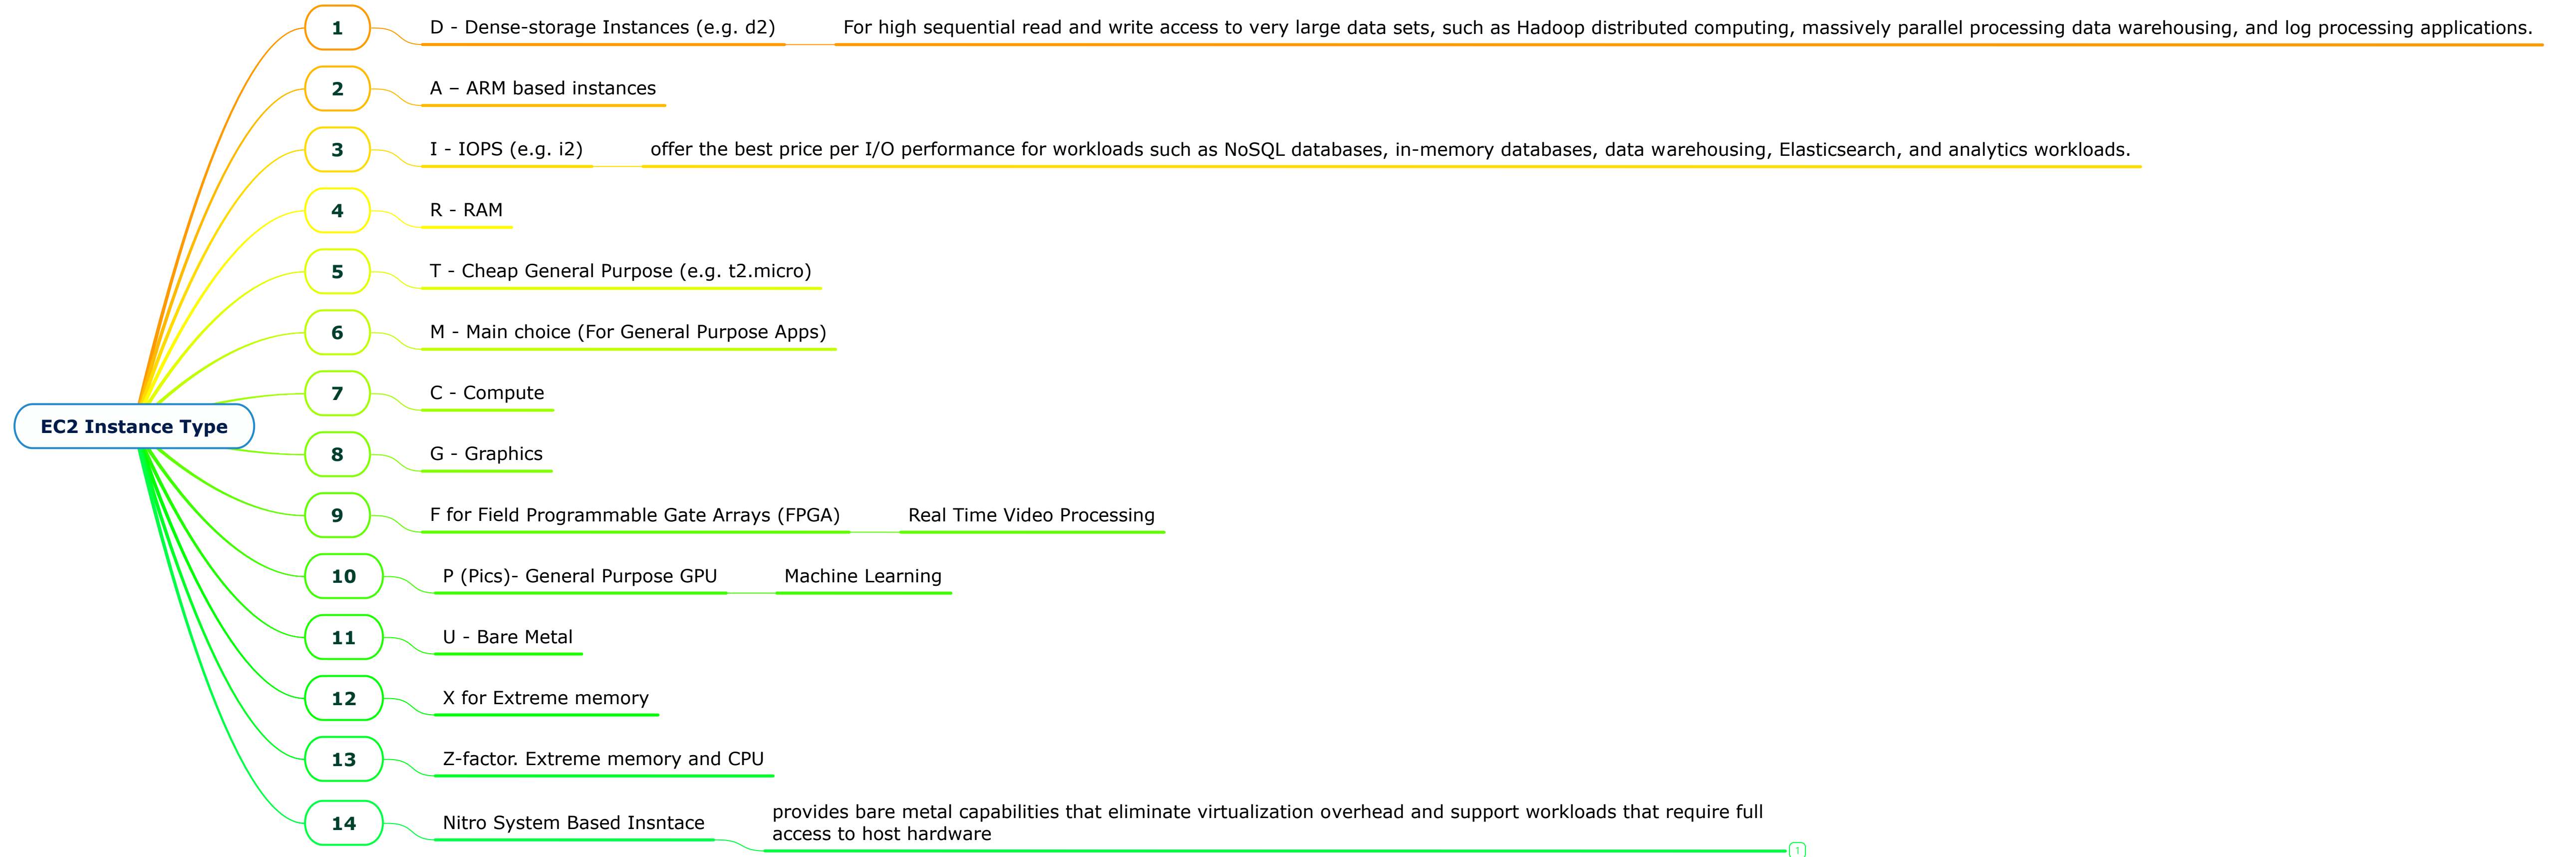 1
D - Dense-storage Instances (e.g. d2)
For high sequential read and write access to very large data sets, such as Hadoop distributed computing, massively parallel processing data warehousing, and log processing applications.
2
A – ARM based instances
3
I - IOPS (e.g. i2)
offer the best price per I/O performance for workloads such as NoSQL databases, in-memory databases, data warehousing, Elasticsearch, and analytics workloads.
4
R - RAM
5
T - Cheap General Purpose (e.g. t2.micro)
6
M - Main choice (For General Purpose Apps)
7
C - Compute
EC2 Instance Type
8
G - Graphics
9
F for Field Programmable Gate Arrays (FPGA)
Real Time Video Processing
10
P (Pics)- General Purpose GPU
Machine Learning
11
U - Bare Metal
12
X for Extreme memory
13
Z-factor. Extreme memory and CPU
14
Nitro System Based Insntace
provides bare metal capabilities that eliminate virtualization overhead and support workloads that require full
access to host hardware
1